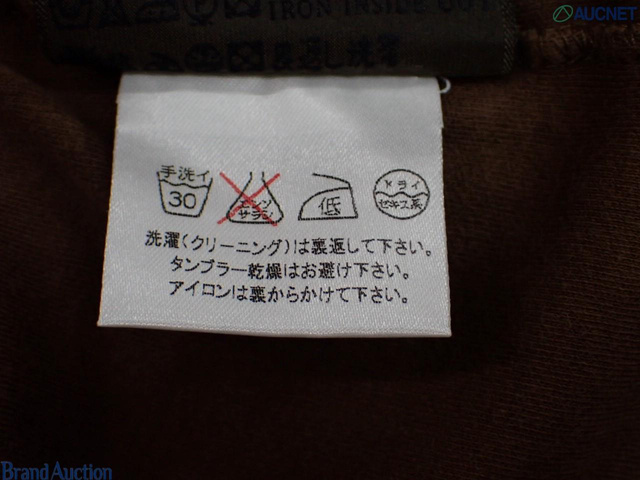 IRON INSIDE OUT
AUCNET
手洗イ
30
エンソ
サラシ
低
ドライ
セキユ系
洗濯(クリーニング)は裏返して下さい。
タンブラー乾燥はお避け下さい。
アイロンは裏からかけて下さい。
Brand Auction